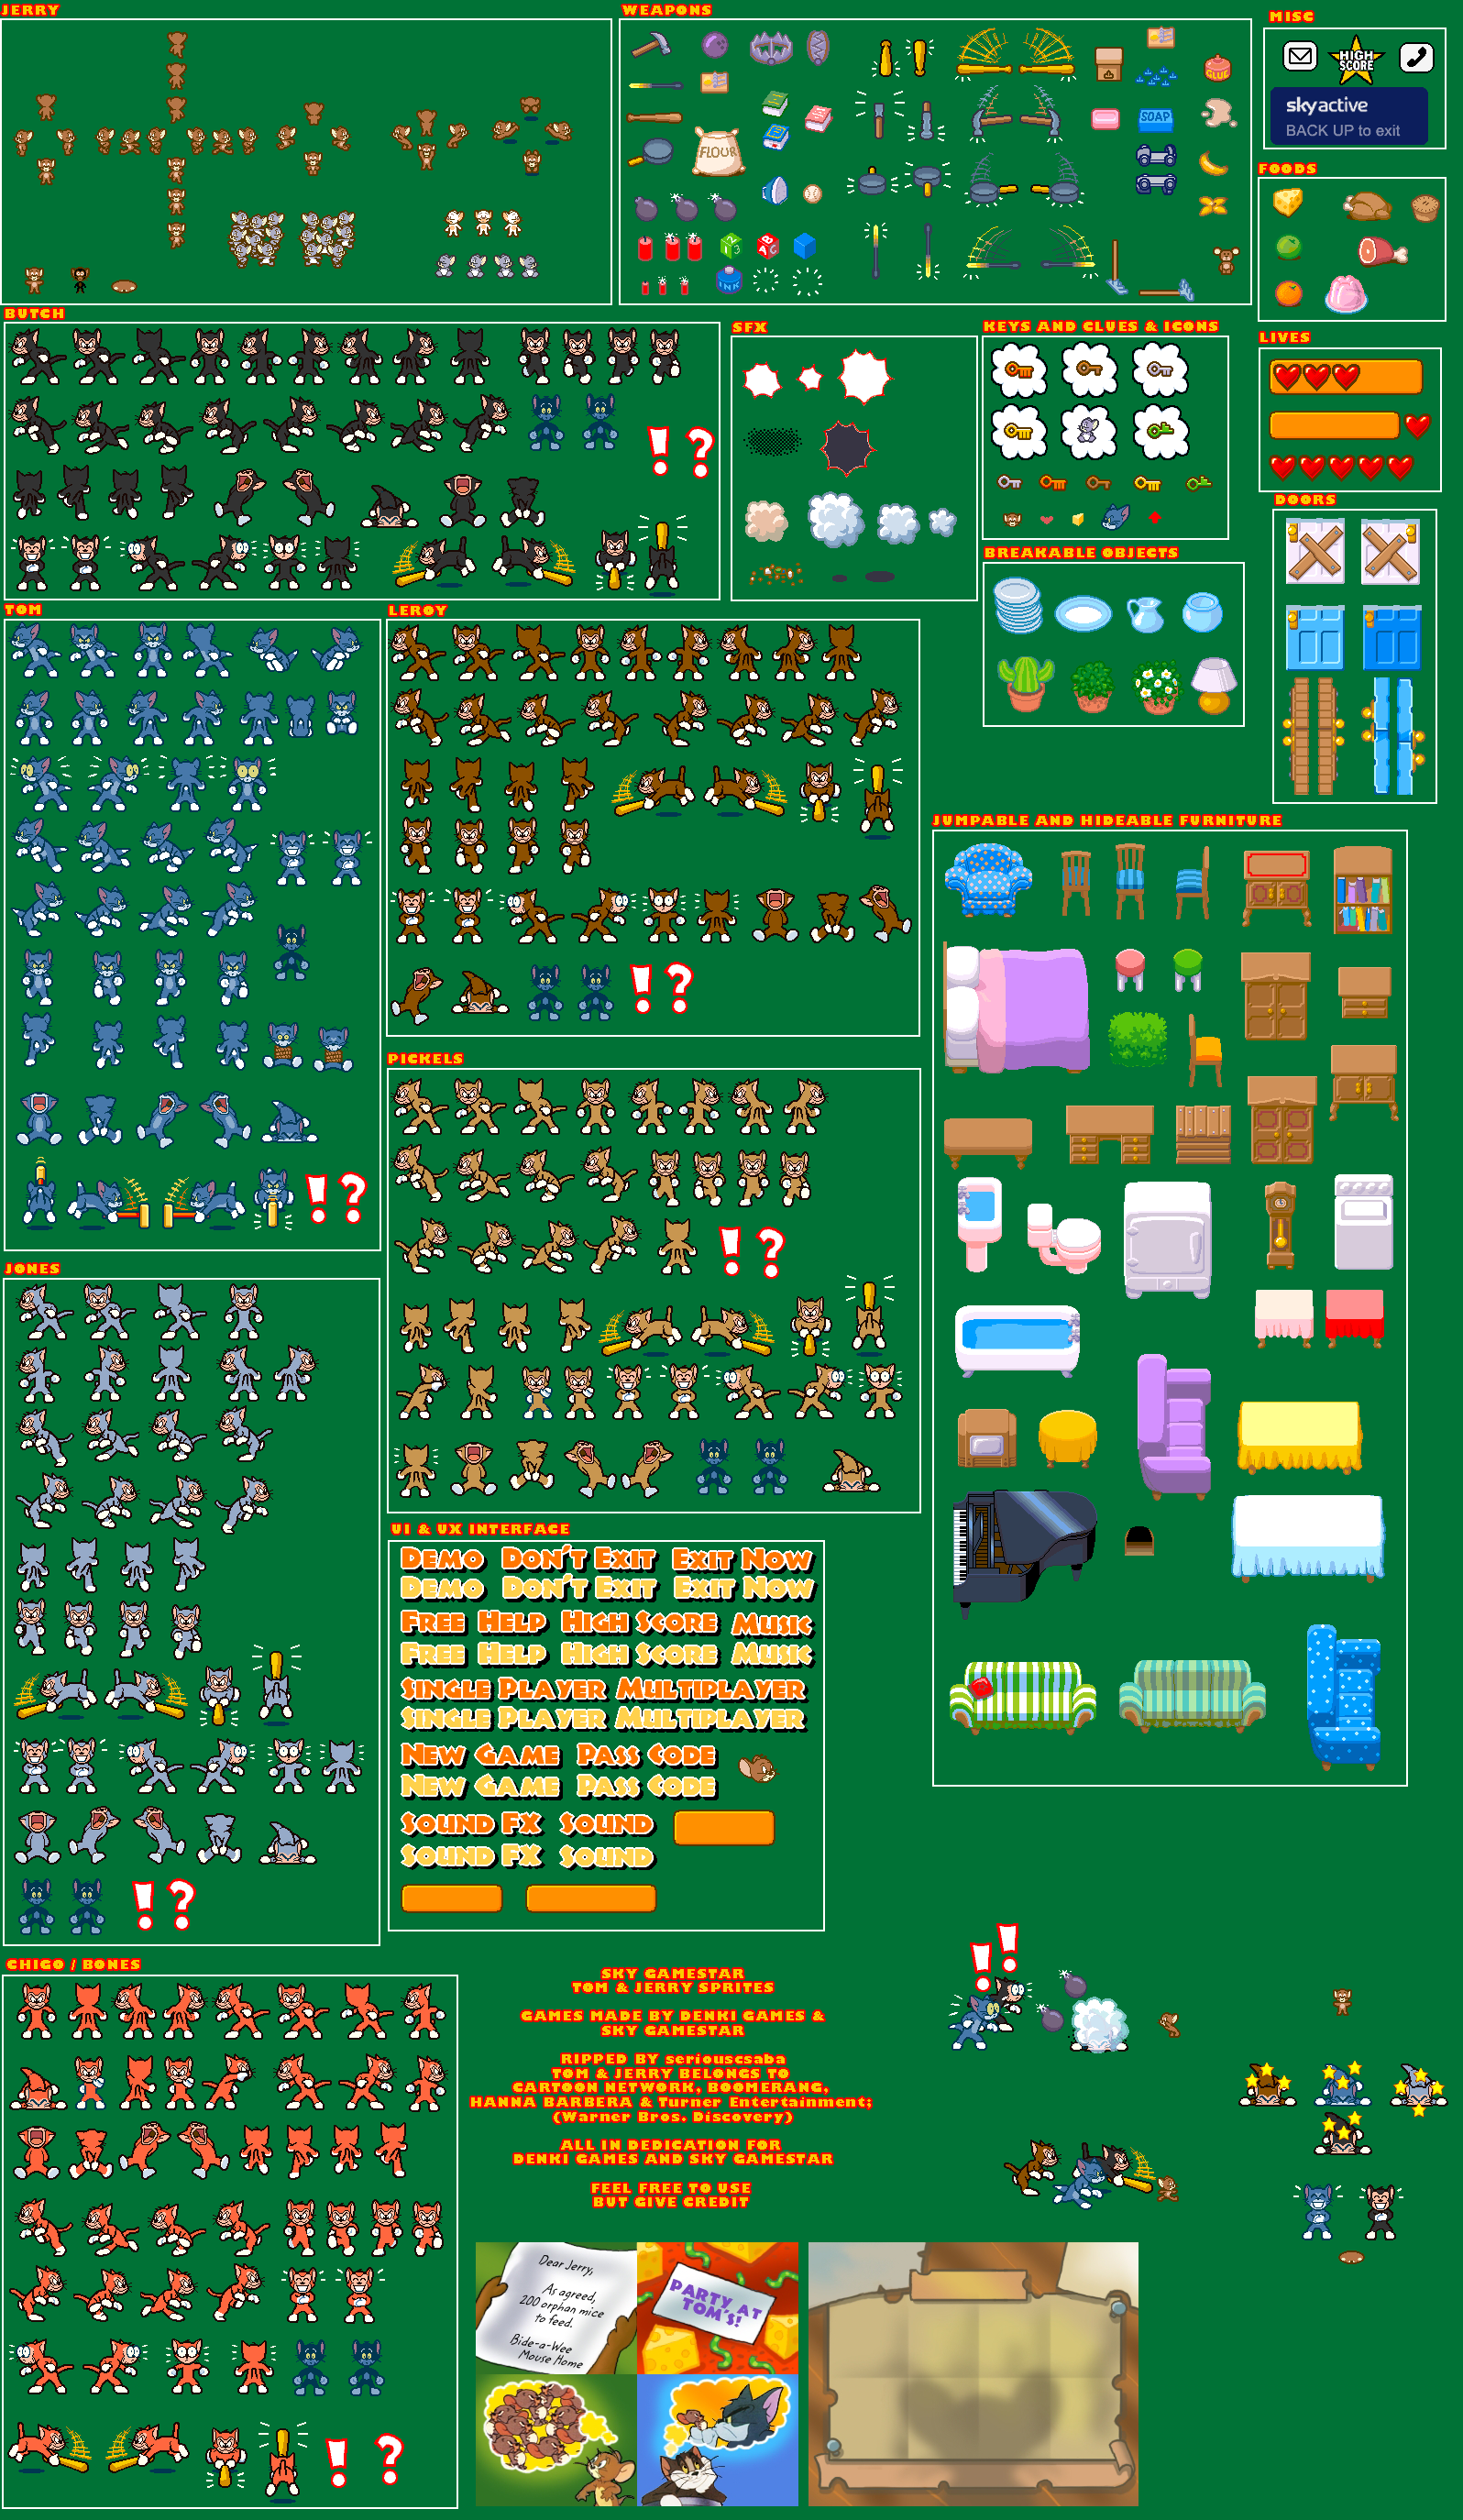 JERRY
WEAPONS
FLOUR
GLUE
SOAP
INK
MISC
HIGH
SCORE
skyactive
BACK UP to exit
FOODS
BUTCH
! ?
SFX
KEYS AND CLUES & ICONS
LIVES
DOORS
BREAKABLE OBJECTS
TOM
! ?
LEROY
! ?
JUMPABLE AND HIDEABLE FURNITURE
PICKELS
! ?
JONES
! ?
UI & UX INTERFACE
DEMO DON'T EXIT EXIT NOW
DEMO DON'T EXIT EXIT NOW
FREE HELP HIGH SCORE MUSIC
FREE HELP HIGH SCORE MUSIC
SINGLE PLAYER MULTIPLAYER
SINGLE PLAYER MULTIPLAYER
NEW GAME PASS CODE
NEW GAME PASS CODE
SOUND FX SOUND
SOUND FX SOUND
CHIGO / BONES
! ?
SKY GAMESTAR
TOM & JERRY SPRITES
GAMES MADE BY DENKI GAMES &
SKY GAMESTAR
RIPPED BY seriouscsaba
TOM & JERRY BELONGS TO
CARTOON NETWORK, BOOMERANG,
HANNA BARBERA & Turner Entertainment;
(Warner Bros. Discovery)
ALL IN DEDICATION FOR
DENKI GAMES AND SKY GAMESTAR
FEEL FREE TO USE
BUT GIVE CREDIT
! !
Dear Jerry,
As agreed,
200 orphan mice
to feed.
Bide-a-Wee
Mouse Home
PARTY AT
TOM'S!